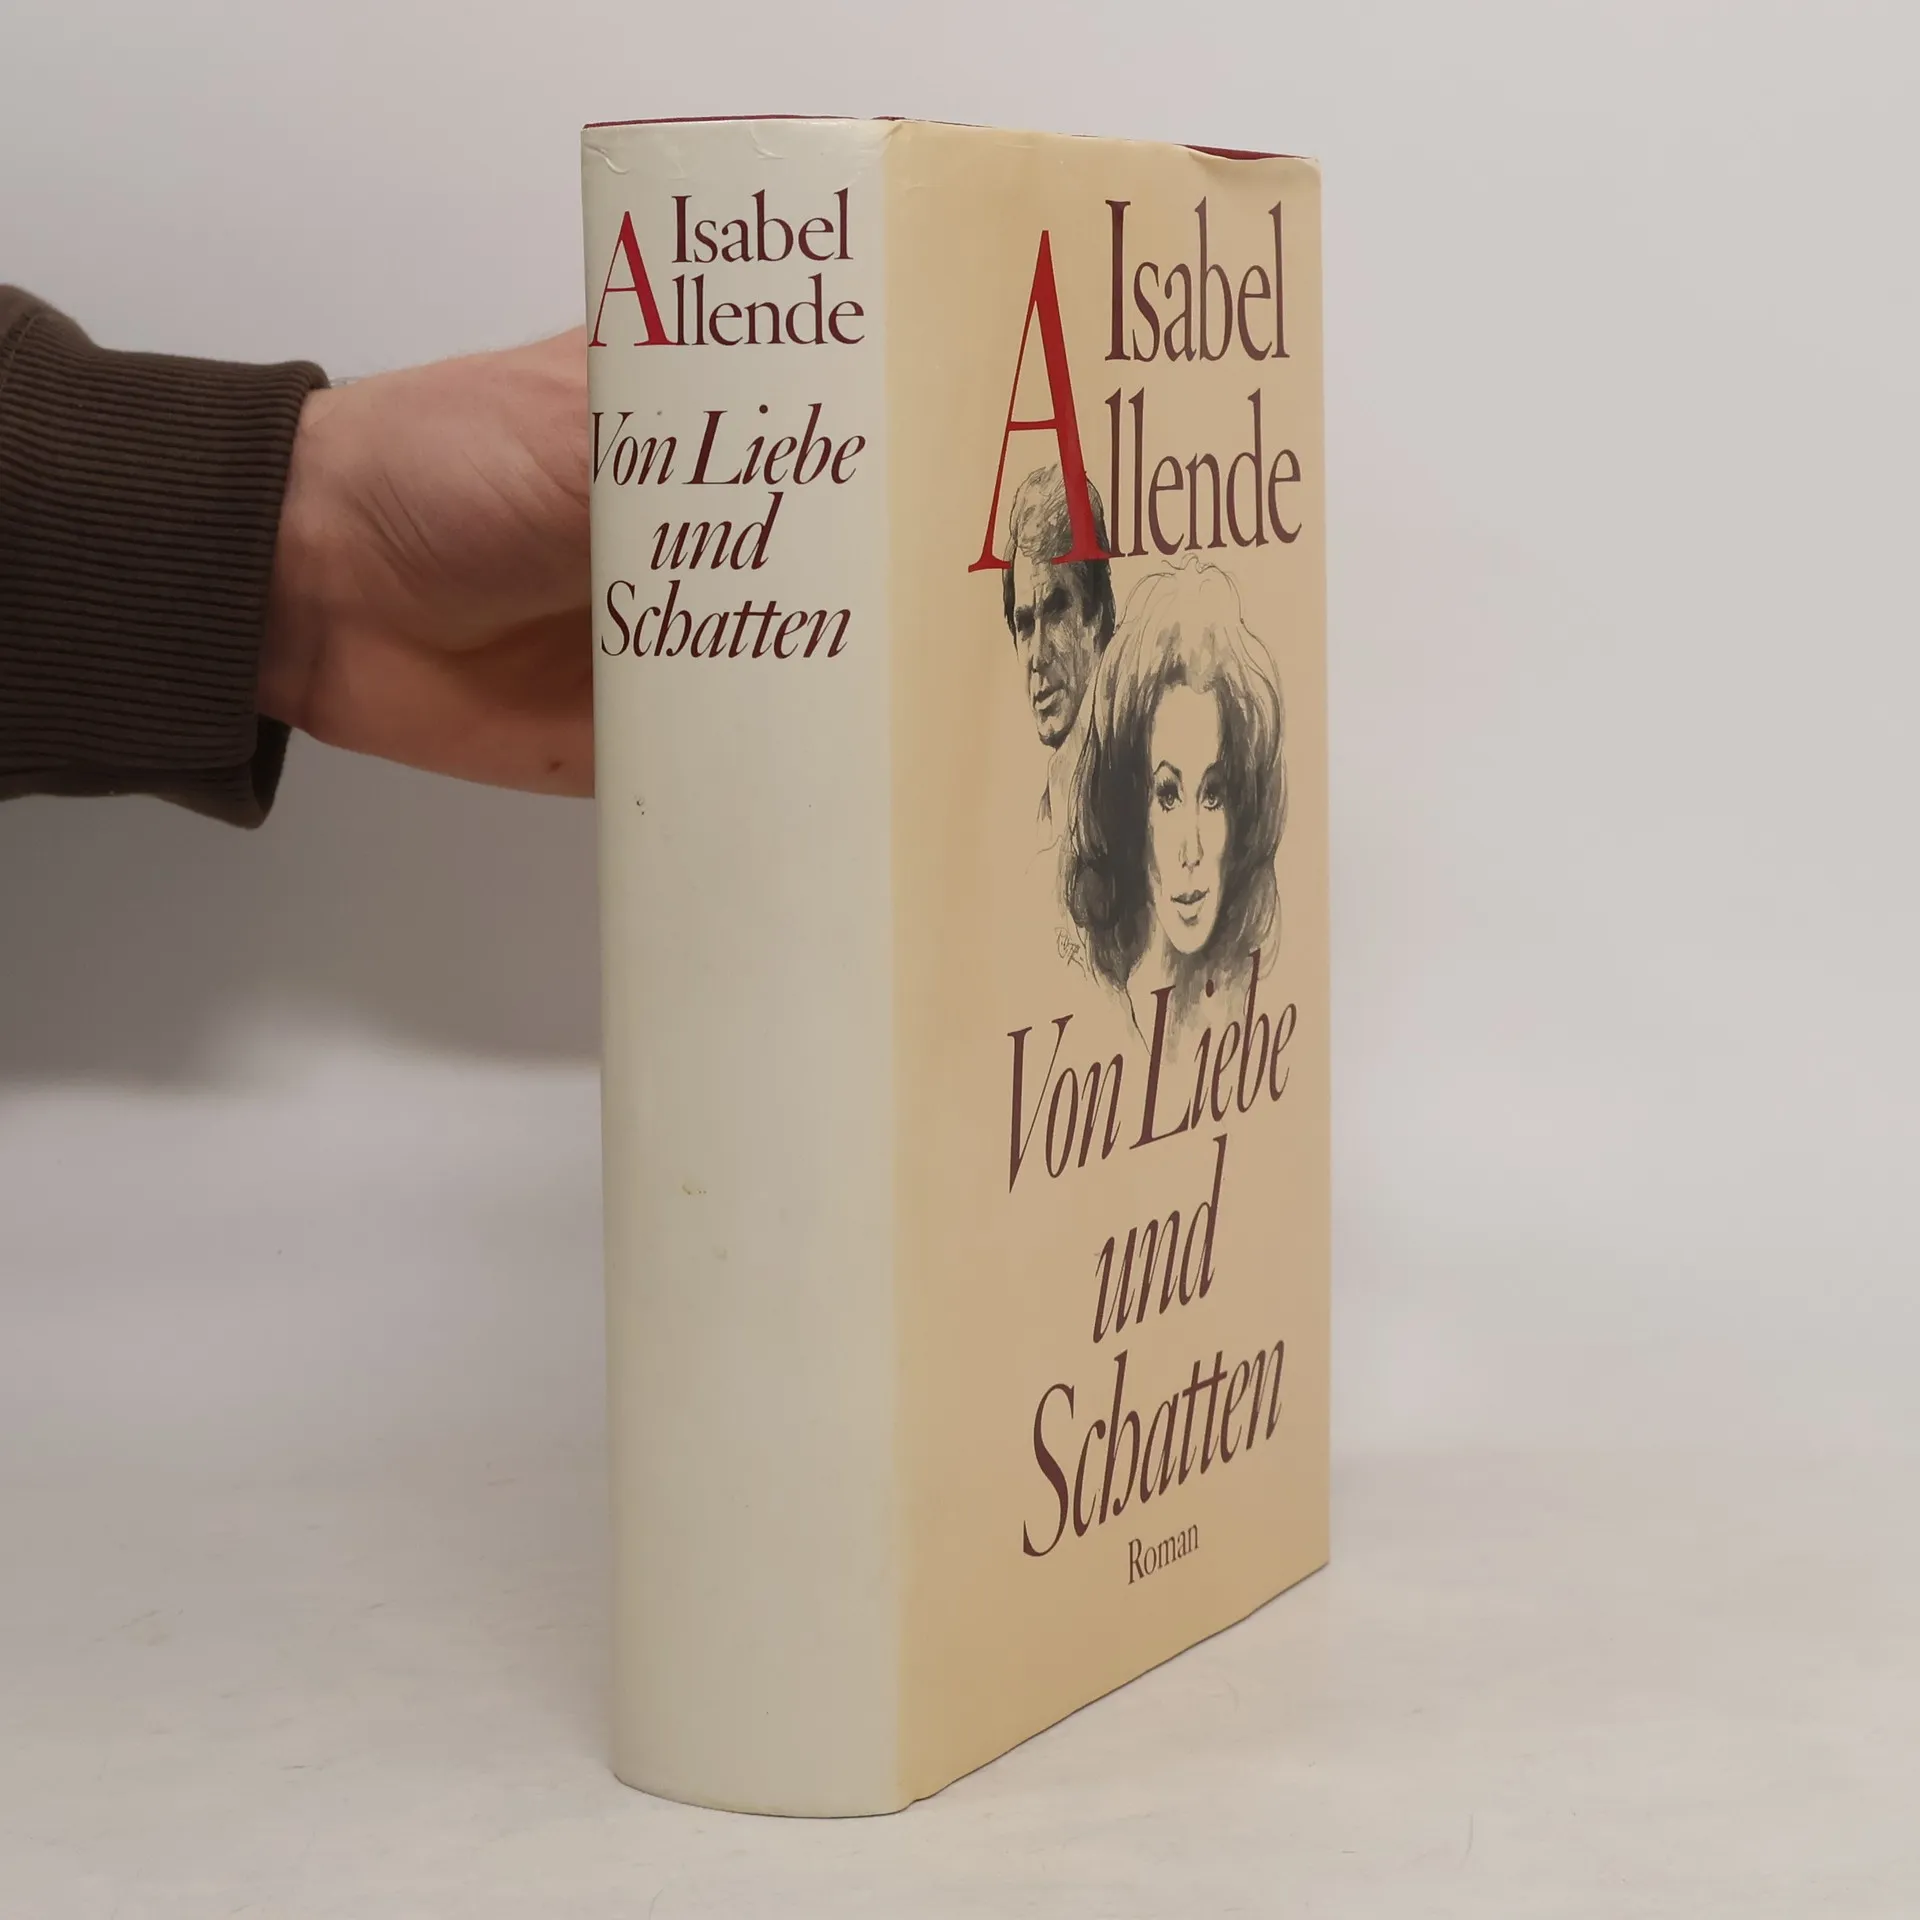 Isabel
Allende
Von Liebe
und
Schatten
Isabel
Allende
Von Liebe
und
Schatten
Roman